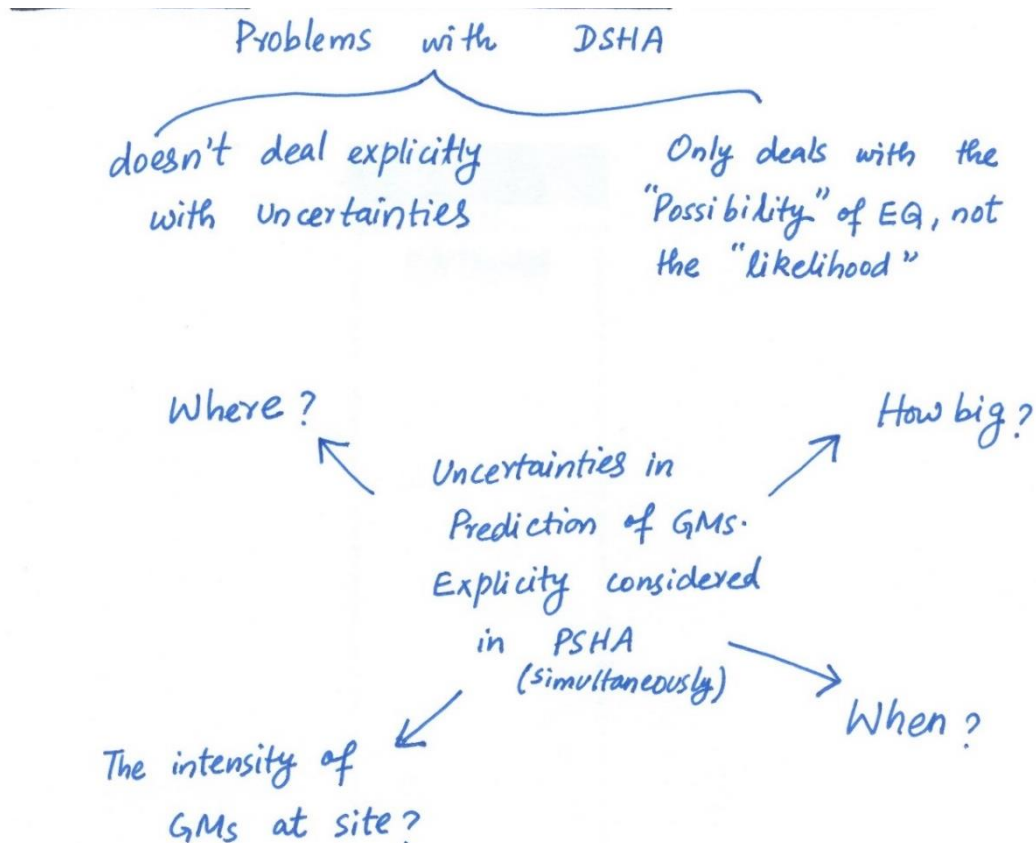 Problems with DSHA
doesn't deal explicitly
with Uncertainties
Only deals with the
"Possibility" of EQ, not
the "likelihood"
Where?
How big?
Uncertainties in
Prediction of GMs.
Explicity considered
in PSHA
(simultaneously)
When?
The intensity of
GMs at site?